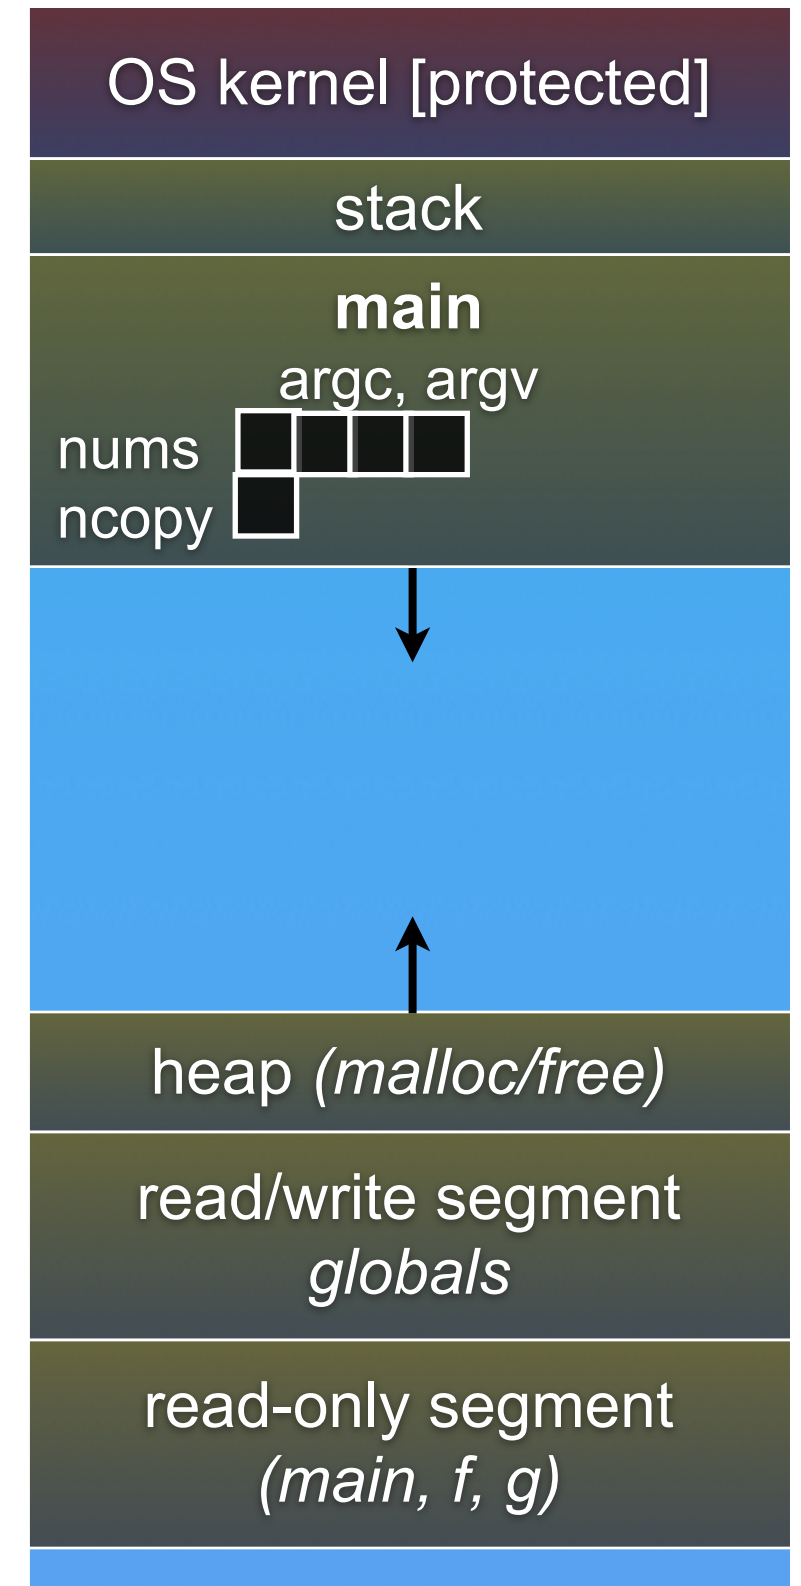 OS kernel [protected]
stack
main
argc, argv
nums
ncopy
heap (malloc/free)
read/write segment
globals
read-only segment
(main, f, g)